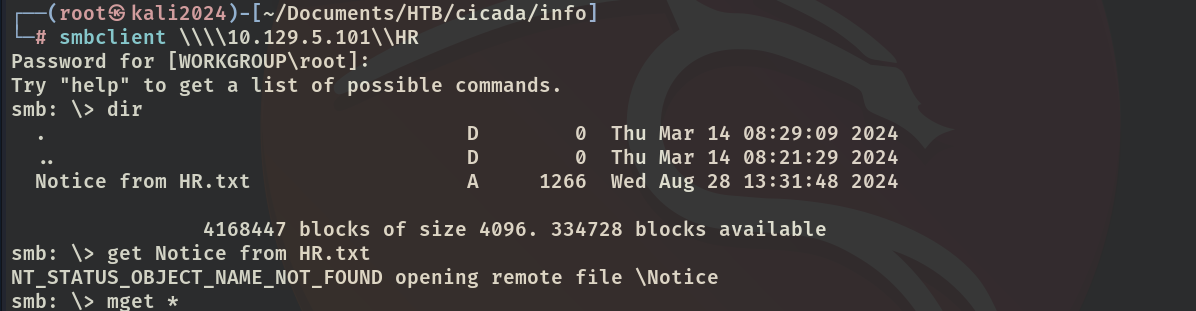 ┌──(root㉿kali2024)-[~/Documents/HTB/cicada/info]
└─# smbclient \\\\10.129.5.101\\HR
Password for [WORKGROUP\root]:
Try "help" to get a list of possible commands.
smb: \> dir
  .                                   D        0  Thu Mar 14 08:29:09 2024
  ..                                  D        0  Thu Mar 14 08:21:29 2024
  Notice from HR.txt                  A     1266  Wed Aug 28 13:31:48 2024
                4168447 blocks of size 4096. 334728 blocks available
smb: \> get Notice from HR.txt
NT_STATUS_OBJECT_NAME_NOT_FOUND opening remote file \Notice
smb: \> mget *